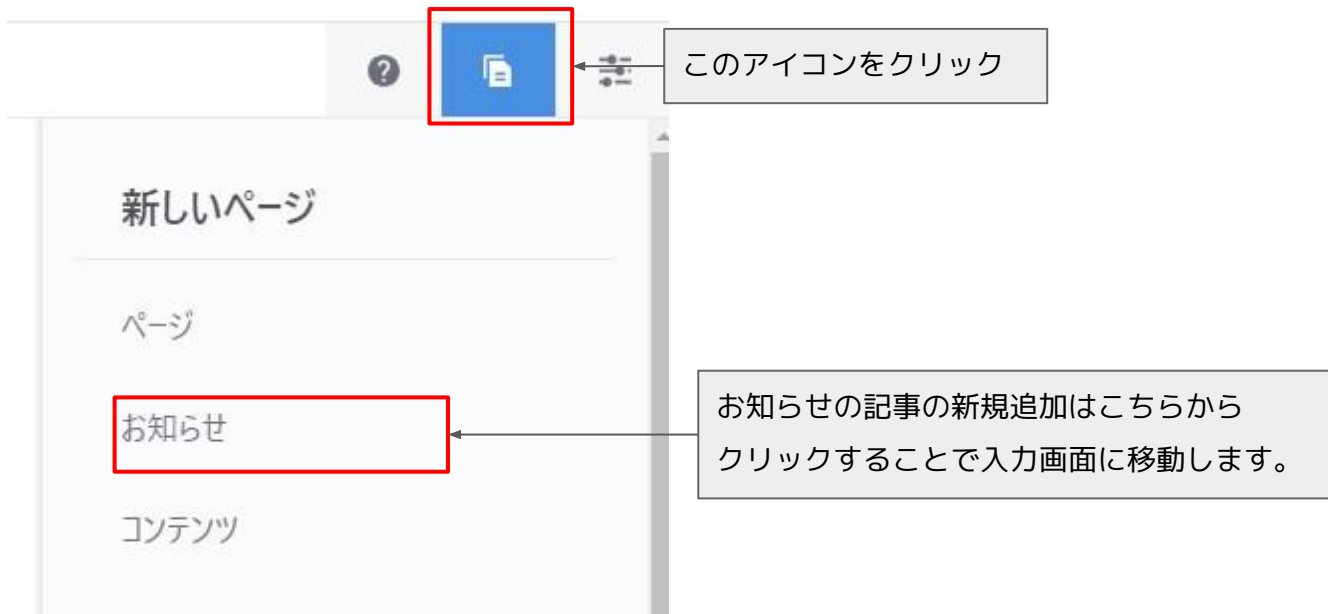 このアイコンをクリック
新しいページ
ページ
お知らせ
お知らせの記事の新規追加はこちらから
クリックすることで入力画面に移動します。
コンテンツ